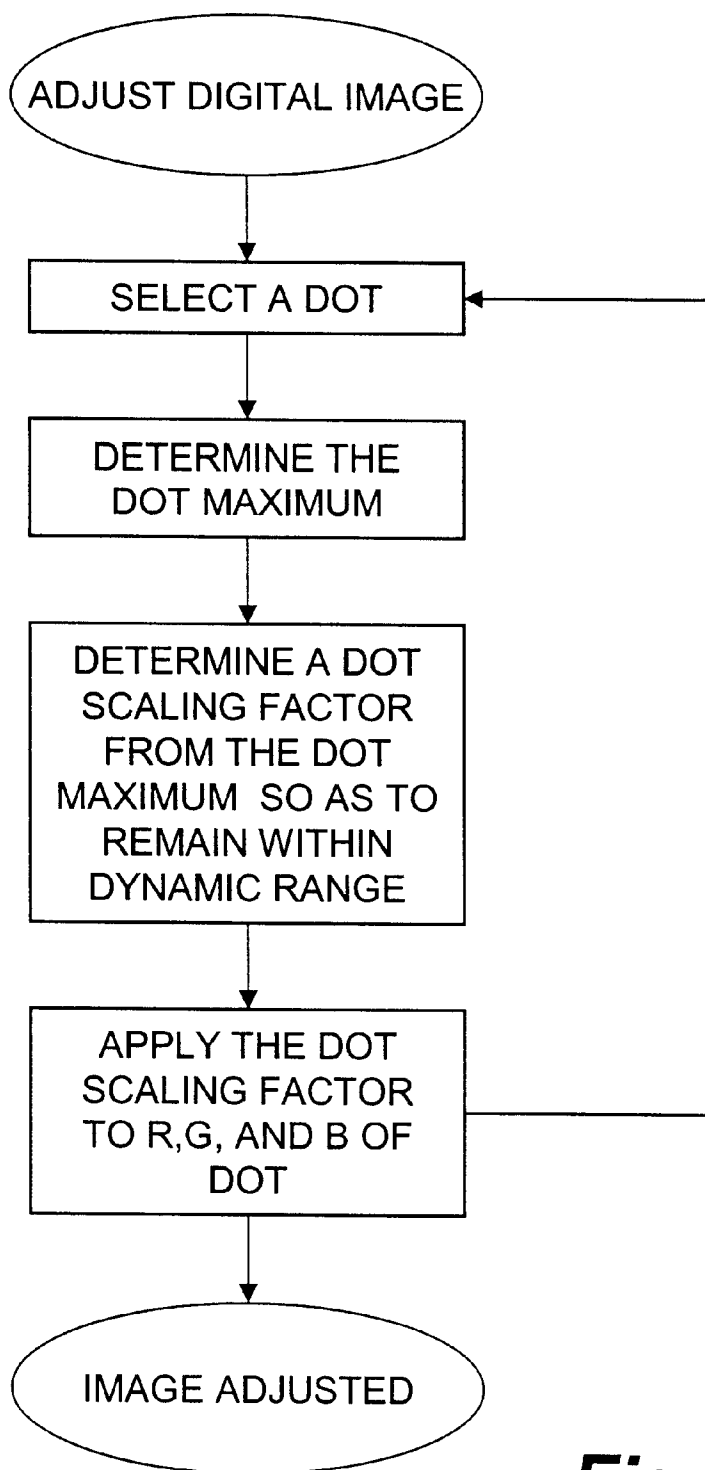 ADJUST DIGITAL IMAGE
SELECT A DOT
DETERMINE THE
DOT MAXIMUM
DETERMINE A DOT
SCALING FACTOR
FROM THE DOT
MAXIMUM SO AS TO
REMAIN WITHIN
DYNAMIC RANGE
APPLY THE DOT
SCALING FACTOR
TO R,G, AND B OF
DOT
IMAGE ADJUSTED